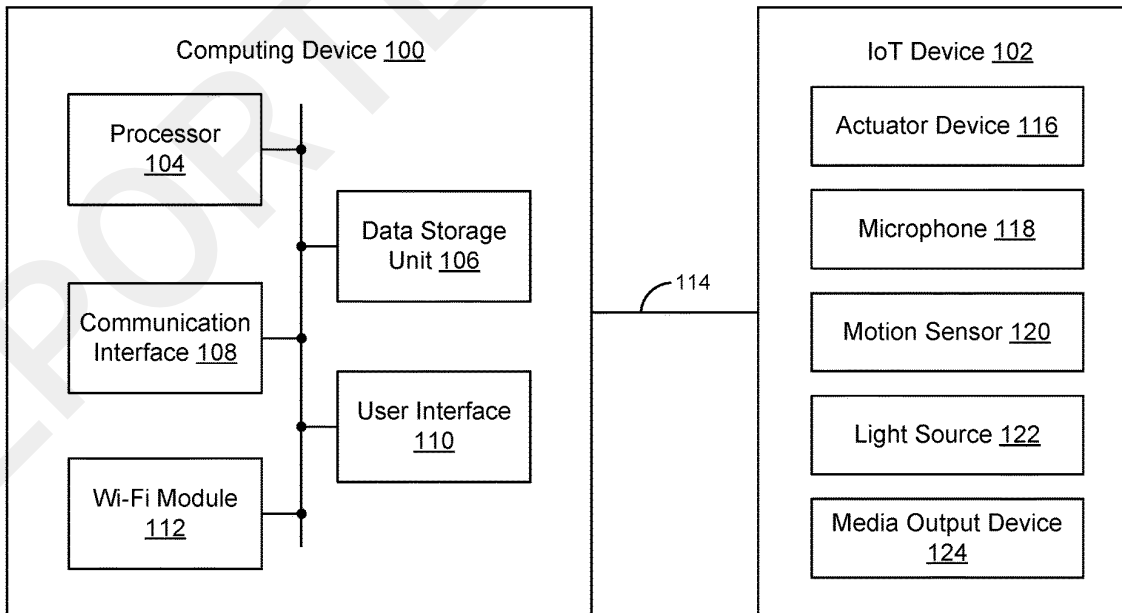 Computing Device 100
Processor
104
Data Storage
Unit 106
Communication
Interface 108
User Interface
110
Wi-Fi Module
112
114
IoT Device 102
Actuator Device 116
Microphone 118
Motion Sensor 120
Light Source 122
Media Output Device
124